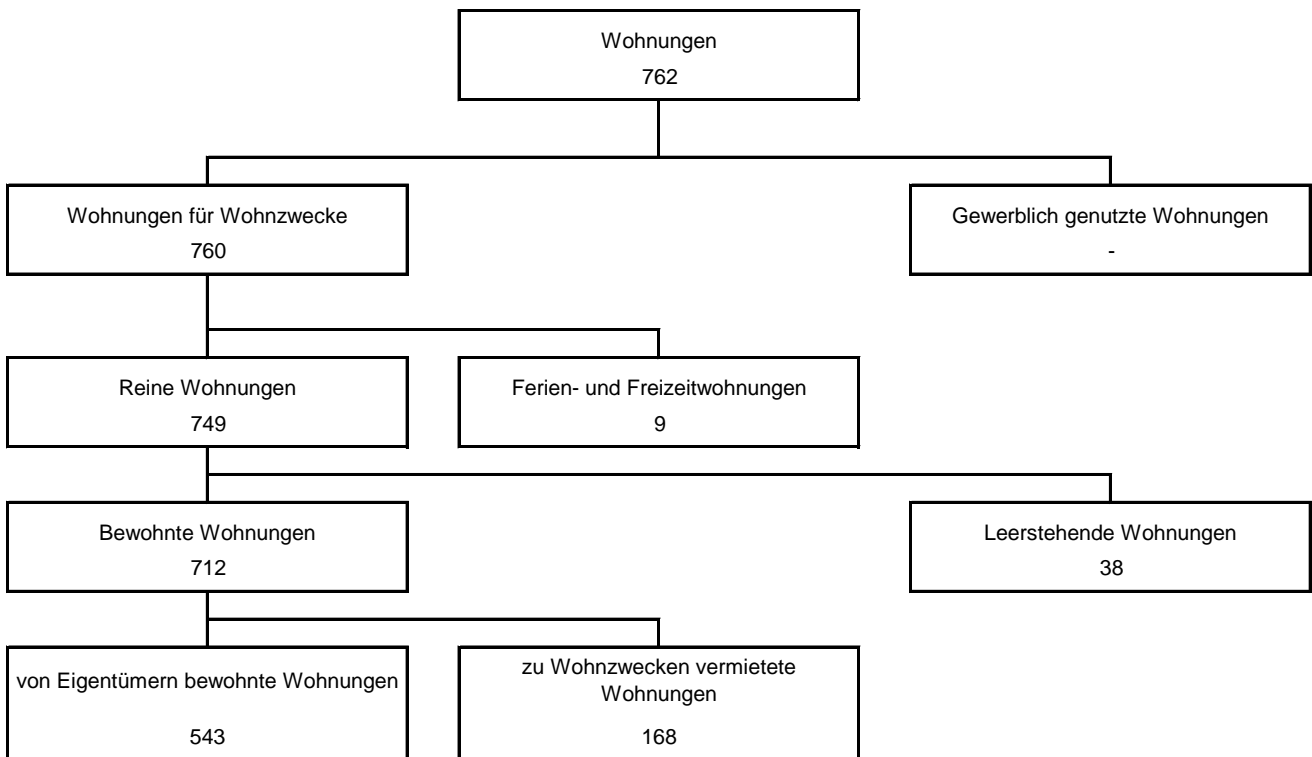 Wohnungen
762
Wohnungen für Wohnzwecke
760
Gewerblich genutzte Wohnungen
-
Reine Wohnungen
749
Ferien- und Freizeitwohnungen
9
Bewohnte Wohnungen
712
Leerstehende Wohnungen
38
von Eigentümern bewohnte Wohnungen
543
zu Wohnzwecken vermietete
Wohnungen
168